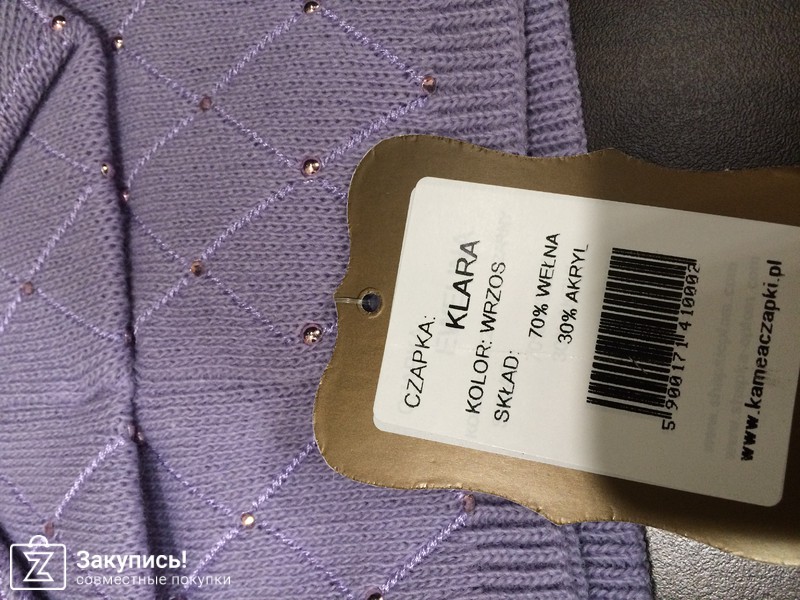 CZAPKA:
KLARA
KOLOR: WRZOS
SKŁAD:
70% WEŁNA
30% AKRYL
5 900171 410002
www.kameaczapki.pl
Закупись!
совместные покупки